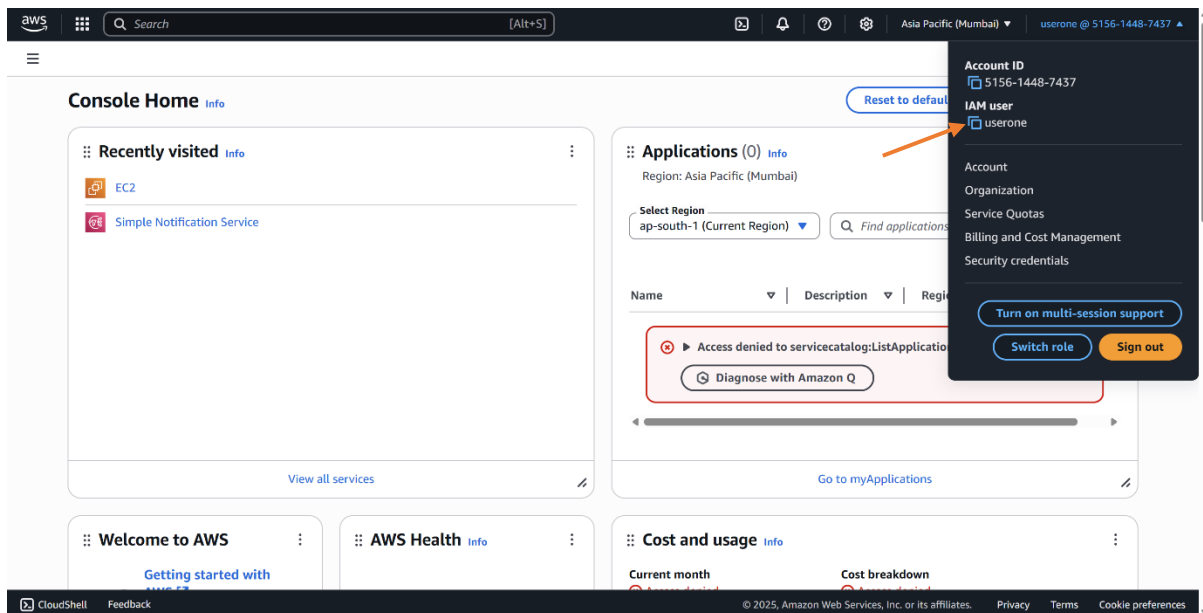 aws
Search
[Alt+S]
Asia Pacific (Mumbai) ▼
userone @ 5156-1448-7437 ▲
Account ID
5156-1448-7437
IAM user
userone
Account
Organization
Service Quotas
Billing and Cost Management
Security credentials
Turn on multi-session support
Switch role
Sign out
Console Home Info
Reset to defaul
Recently visited Info
EC2
Simple Notification Service
View all services
Applications (0) Info
Region: Asia Pacific (Mumbai)
Select Region
ap-south-1 (Current Region)
Find applications
Name
Description
Regi
Access denied to servicecatalog:ListApplication
Diagnose with Amazon Q
Go to myApplications
Welcome to AWS
Getting started with
AWS Health Info
Cost and usage Info
Current month
Cost breakdown
CloudShell
Feedback
© 2025, Amazon Web Services, Inc. or its affiliates.
Privacy
Terms
Cookie preferences